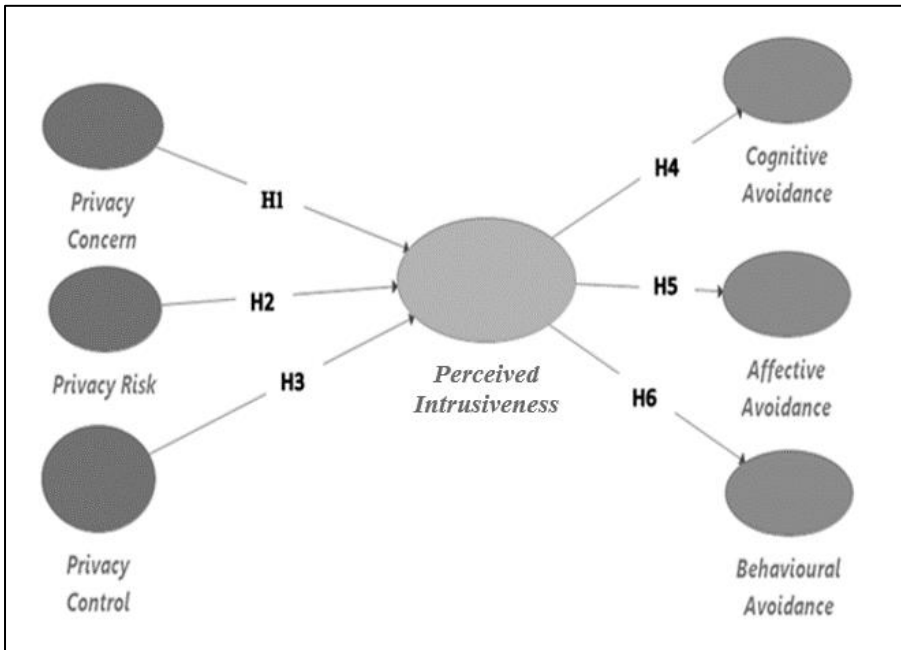 Privacy
Concern
H1
Privacy Risk
H2
Privacy
Control
H3
Perceived
Intrusiveness
H4
Cognitive
Avoidance
H5
Affective
Avoidance
H6
Behavioural
Avoidance